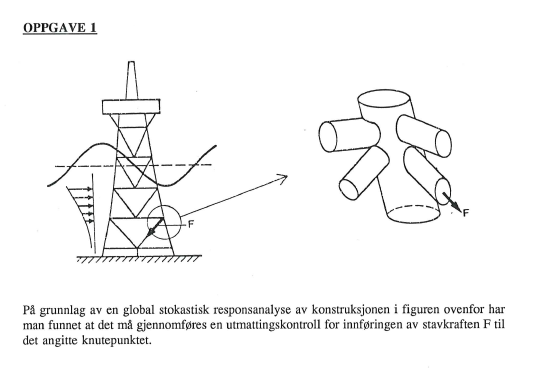 OPPGAVE 1
F
F
På grunnlag av en global stokastisk responsanalyse av konstruksjonen i figuren ovenfor har
man funnet at det må gjennomføres en utmattingskontroll for innføringen av stavkraften F til
det angitte knutepunktet.